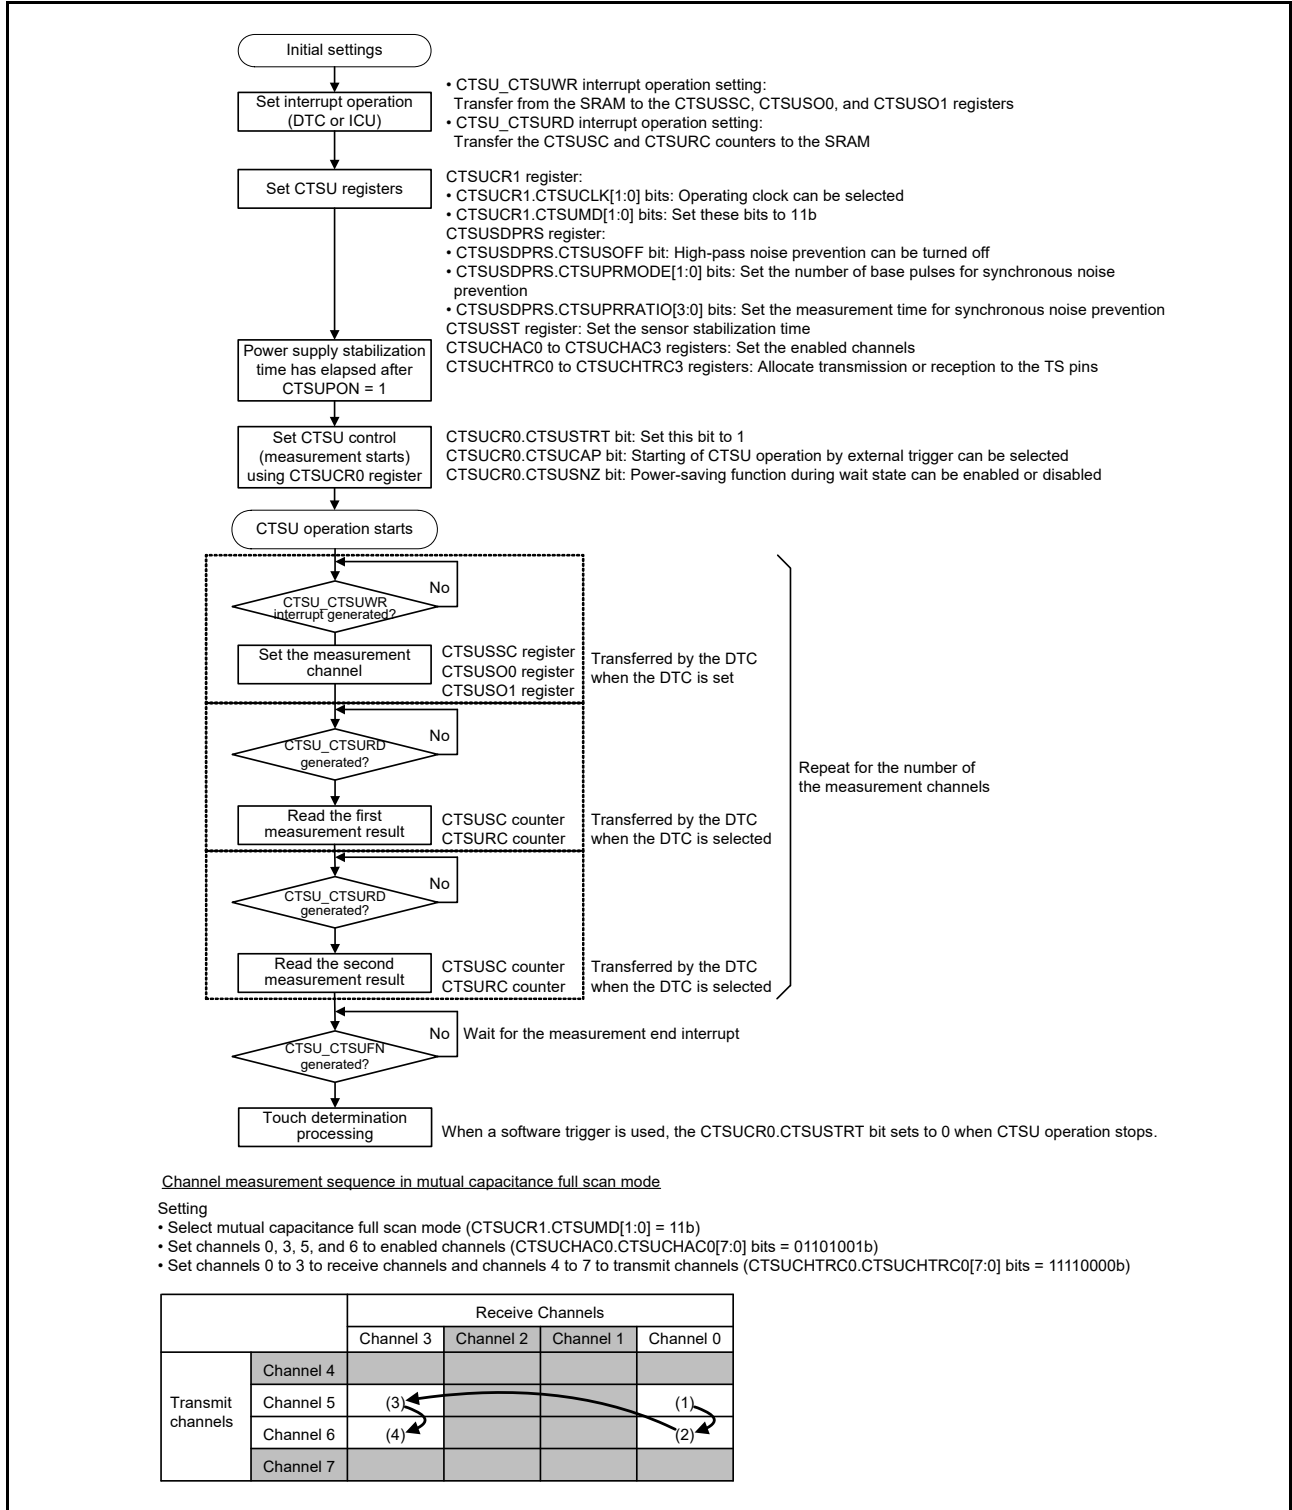 Initial settings
Set interrupt operation
(DTC or ICU)
• CTSU_CTSUWR interrupt operation setting:
Transfer from the SRAM to the CTSUSSC, CTSUSO0, and CTSUSO1 registers
• CTSU_CTSURD interrupt operation setting:
Transfer the CTSUSC and CTSURC counters to the SRAM
Set CTSU registers
CTSUCR1 register:
• CTSUCR1.CTSUCLK[1:0] bits: Operating clock can be selected
• CTSUCR1.CTSUMD[1:0] bits: Set these bits to 11b
CTSUSDPRS register:
• CTSUSDPRS.CTSUSOFF bit: High-pass noise prevention can be turned off
• CTSUSDPRS.CTSUPRMODE[1:0] bits: Set the number of base pulses for synchronous noise
prevention
• CTSUSDPRS.CTSUPRRATIO[3:0] bits: Set the measurement time for synchronous noise prevention
CTSUSST register: Set the sensor stabilization time
CTSUCHAC0 to CTSUCHAC3 registers: Set the enabled channels
CTSUCHTRC0 to CTSUCHTRC3 registers: Allocate transmission or reception to the TS pins
Power supply stabilization
time has elapsed after
CTSUPON = 1
Set CTSU control
(measurement starts)
using CTSUCR0 register
CTSUCR0.CTSUSTRT bit: Set this bit to 1
CTSUCR0.CTSUCAP bit: Starting of CTSU operation by external trigger can be selected
CTSUCR0.CTSUSNZ bit: Power-saving function during wait state can be enabled or disabled
CTSU operation starts
No
CTSU_CTSUWR
interrupt generated?
Set the measurement
channel
CTSUSSC register
CTSUSO0 register
CTSUSO1 register
Transferred by the DTC
when the DTC is set
No
CTSU_CTSURD
generated?
Read the first
measurement result
CTSUSC counter
CTSURC counter
Transferred by the DTC
when the DTC is selected
Repeat for the number of
the measurement channels
No
CTSU_CTSURD
generated?
Read the second
measurement result
CTSUSC counter
CTSURC counter
Transferred by the DTC
when the DTC is selected
No
Wait for the measurement end interrupt
CTSU_CTSUFN
generated?
Touch determination
processing
When a software trigger is used, the CTSUCR0.CTSUSTRT bit sets to 0 when CTSU operation stops.
Channel measurement sequence in mutual capacitance full scan mode
Setting
• Select mutual capacitance full scan mode (CTSUCR1.CTSUMD[1:0] = 11b)
• Set channels 0, 3, 5, and 6 to enabled channels (CTSUCHAC0.CTSUCHAC0[7:0] bits = 01101001b)
• Set channels 0 to 3 to receive channels and channels 4 to 7 to transmit channels (CTSUCHTRC0.CTSUCHTRC0[7:0] bits = 11110000b)
Receive Channels
Channel 3 Channel 2 Channel 1 Channel 0
Transmit
channels
Channel 4
Channel 5 (3) (1)
Channel 6 (4) (2)
Channel 7